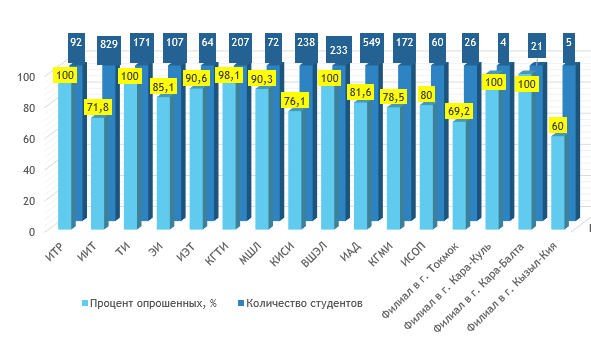 92 829 171 107 64 207 72 238 233 549 172 60 26 4 21 5
100 71,8 100 85,1 90,6 98,1 90,3 76,1 100 81,6 78,5 80 69,2 100 100 60
100
80
60
40
20
0
ИТР ИИТ ТИ ЭИ ИЭТ КГТИ МШЛ КИСИ ВШЭЛ ИАД КГМИ ИСОП Филиал в г. Токмок Филиал в г. Кара-Куль Филиал в г. Кара-Балта Филиал в г. Кызыл-Кия
Процент опрошенных, % Количество студентов